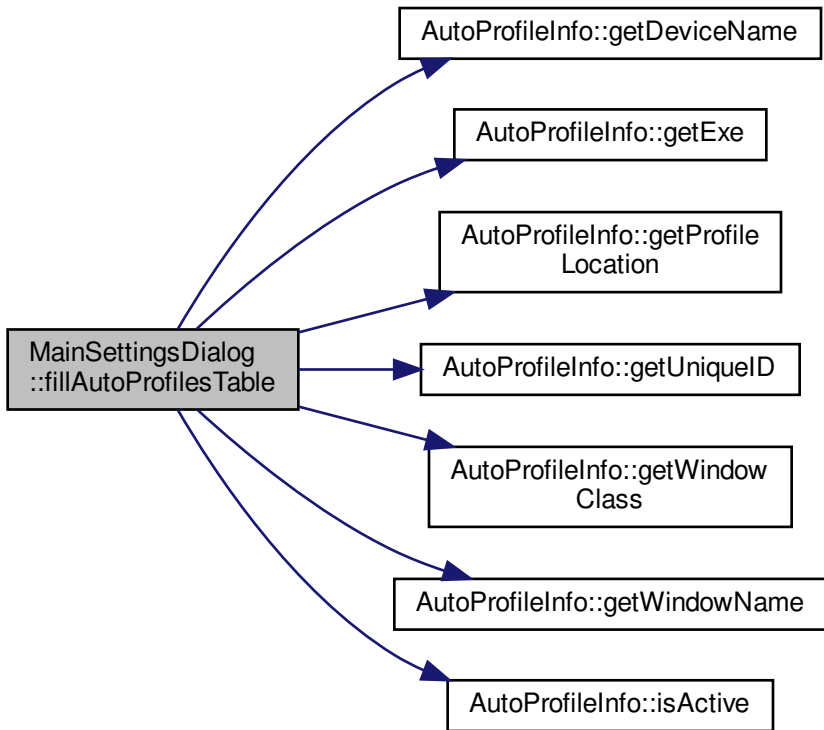 AutoProfileInfo::getDeviceName
AutoProfileInfo::getExe
AutoProfileInfo::getProfile
Location
MainSettingsDialog
::fillAutoProfilesTable
AutoProfileInfo::getUniqueID
AutoProfileInfo::getWindow
Class
AutoProfileInfo::getWindowName
AutoProfileInfo::isActive